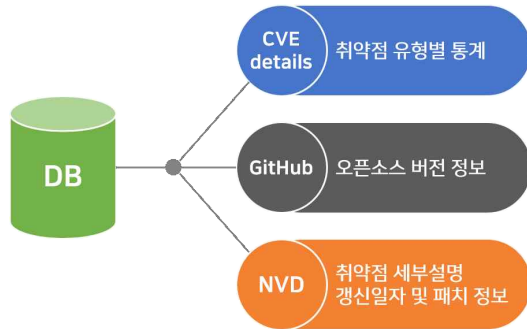 DB
CVE
details
취약점 유형별 통계
GitHub
오픈소스 버전 정보
NVD
취약점 세부설명
갱신일자 및 패치 정보